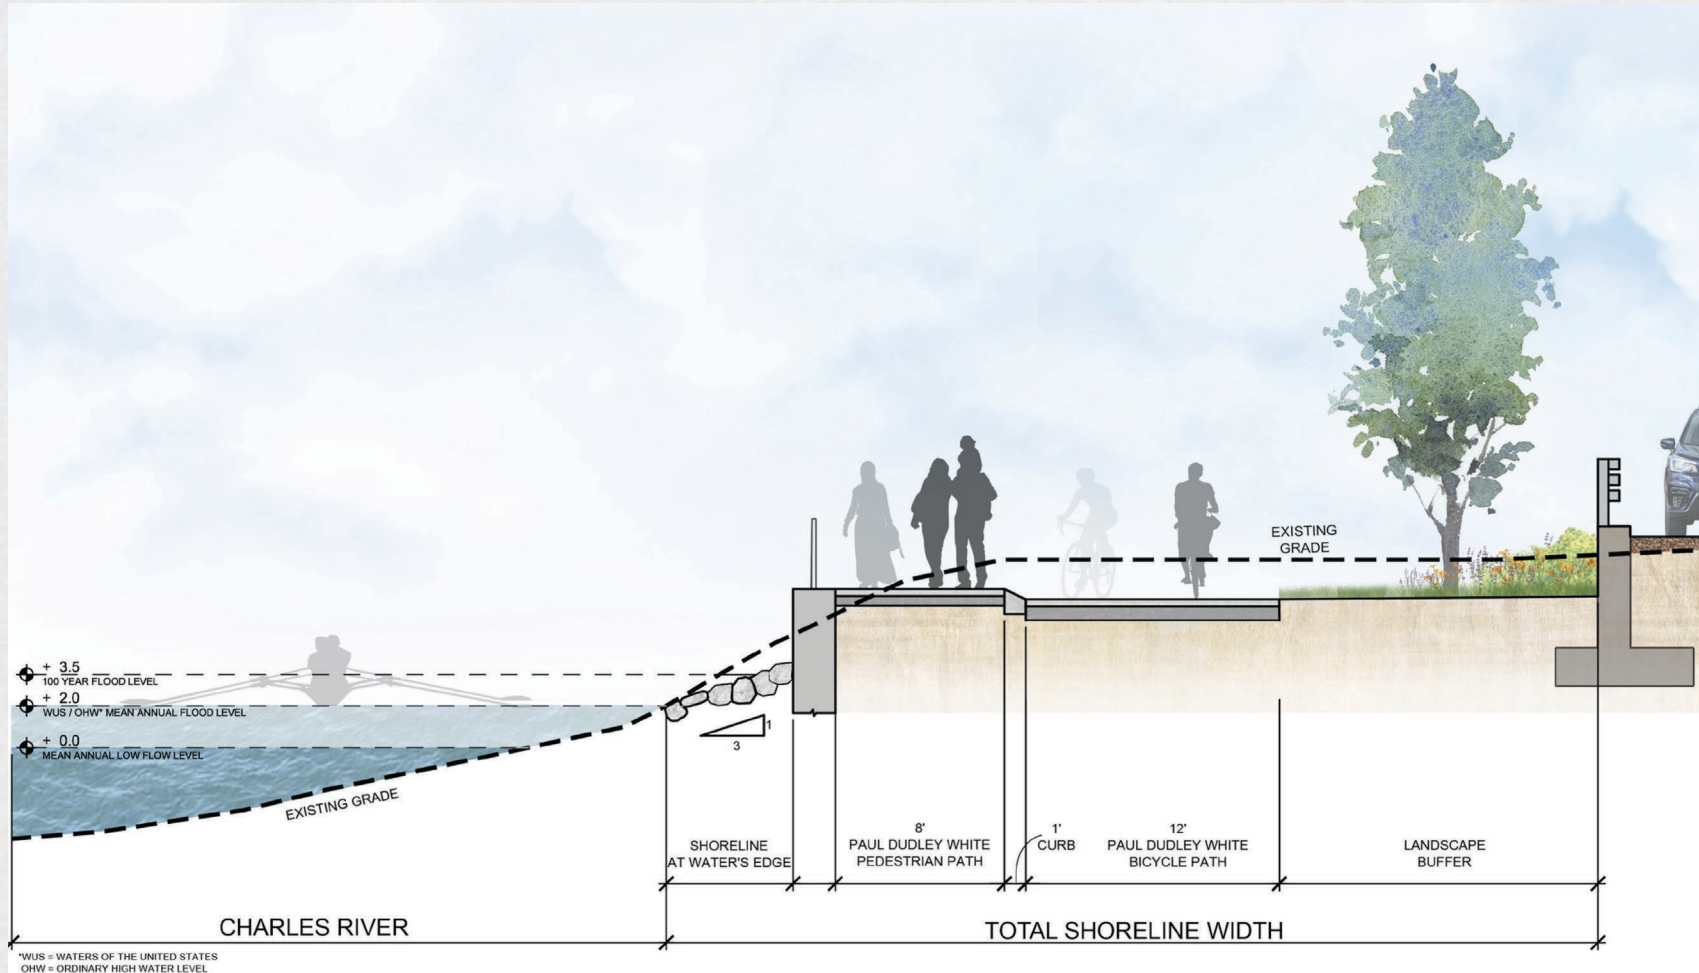 EXISTING
GRADE
+ 3.5
100 YEAR FLOOD LEVEL
+ 2.0
WUS / OHW* MEAN ANNUAL FLOOD LEVEL
+ 0.0
MEAN ANNUAL LOW FLOW LEVEL
1
3
EXISTING GRADE
SHORELINE
AT WATER'S EDGE
8'
PAUL DUDLEY WHITE
PEDESTRIAN PATH
1'
CURB
12'
PAUL DUDLEY WHITE
BICYCLE PATH
LANDSCAPE
BUFFER
CHARLES RIVER
TOTAL SHORELINE WIDTH
*WUS = WATERS OF THE UNITED STATES
OHW = ORDINARY HIGH WATER LEVEL